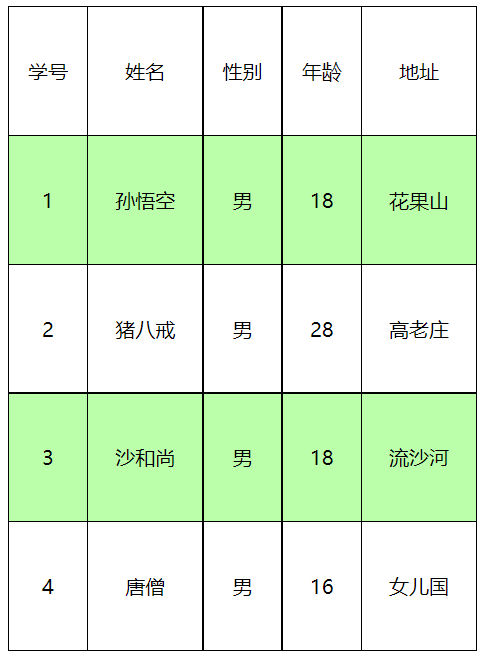 学号 姓名 性别 年龄 地址
1 孙悟空 男 18 花果山
2 猪八戒 男 28 高老庄
3 沙和尚 男 18 流沙河
4 唐僧 男 16 女儿国